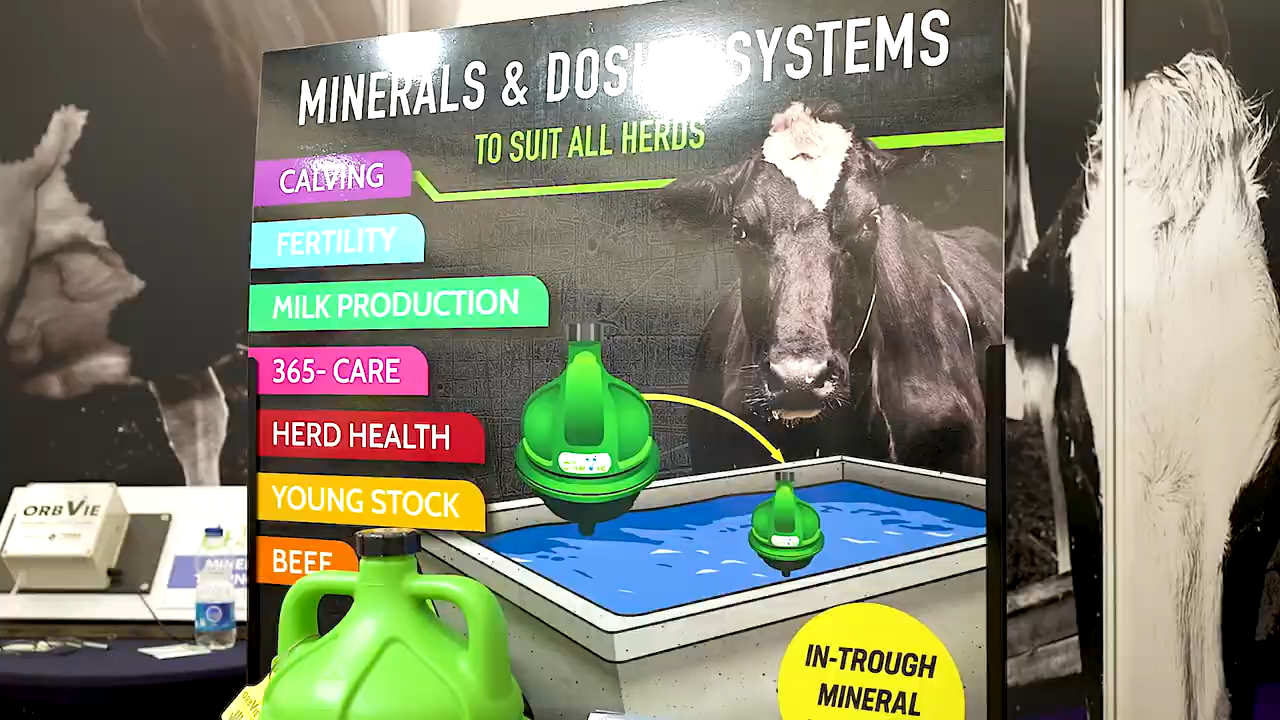 MINERALS & DOSING SYSTEMS
TO SUIT ALL HERDS
CALVING
FERTILITY
MILK PRODUCTION
365- CARE
HERD HEALTH
YOUNG STOCK
BEEF
ORBVIE
IN-TROUGH
MINERAL